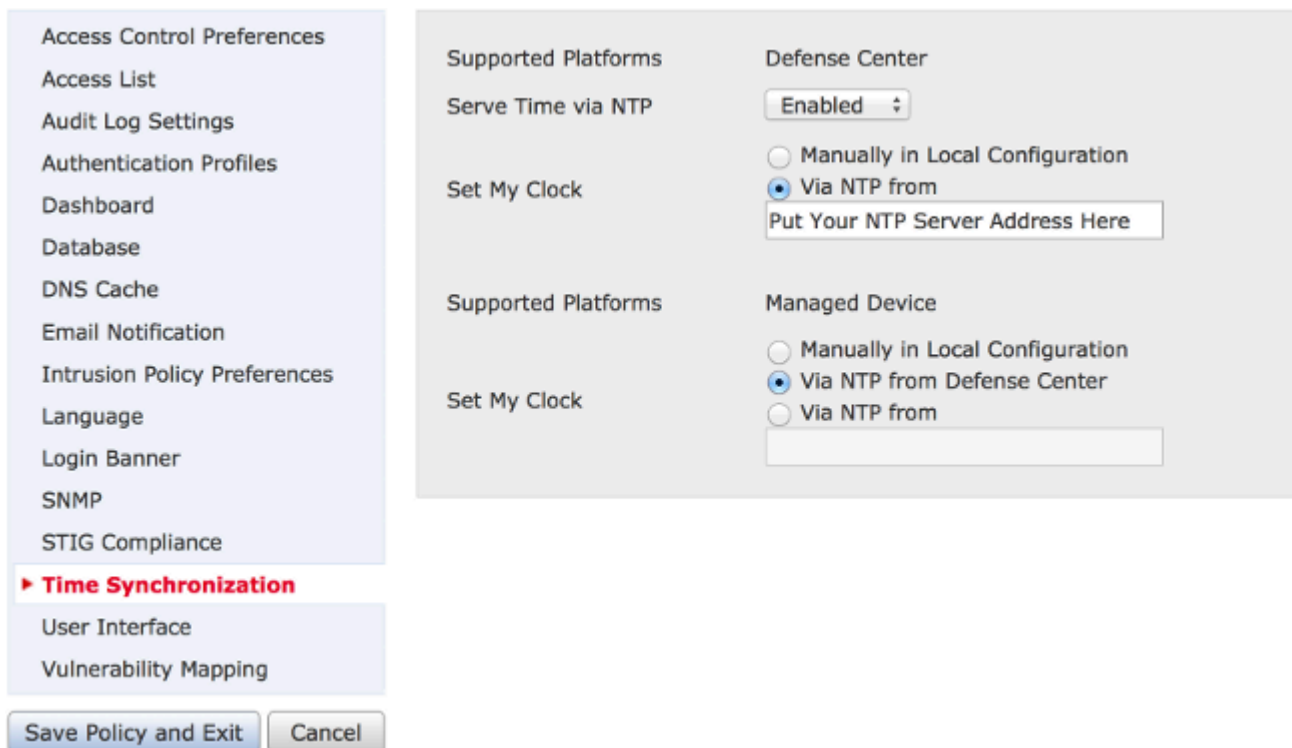 Access Control Preferences
Access List
Audit Log Settings
Authentication Profiles
Dashboard
Database
DNS Cache
Email Notification
Intrusion Policy Preferences
Language
Login Banner
SNMP
STIG Compliance
Time Synchronization
User Interface
Vulnerability Mapping
Save Policy and Exit Cancel
Supported Platforms Defense Center
Serve Time via NTP Enabled
Set My Clock
Manually in Local Configuration
Via NTP from
Put Your NTP Server Address Here
Supported Platforms Managed Device
Set My Clock
Manually in Local Configuration
Via NTP from Defense Center
Via NTP from